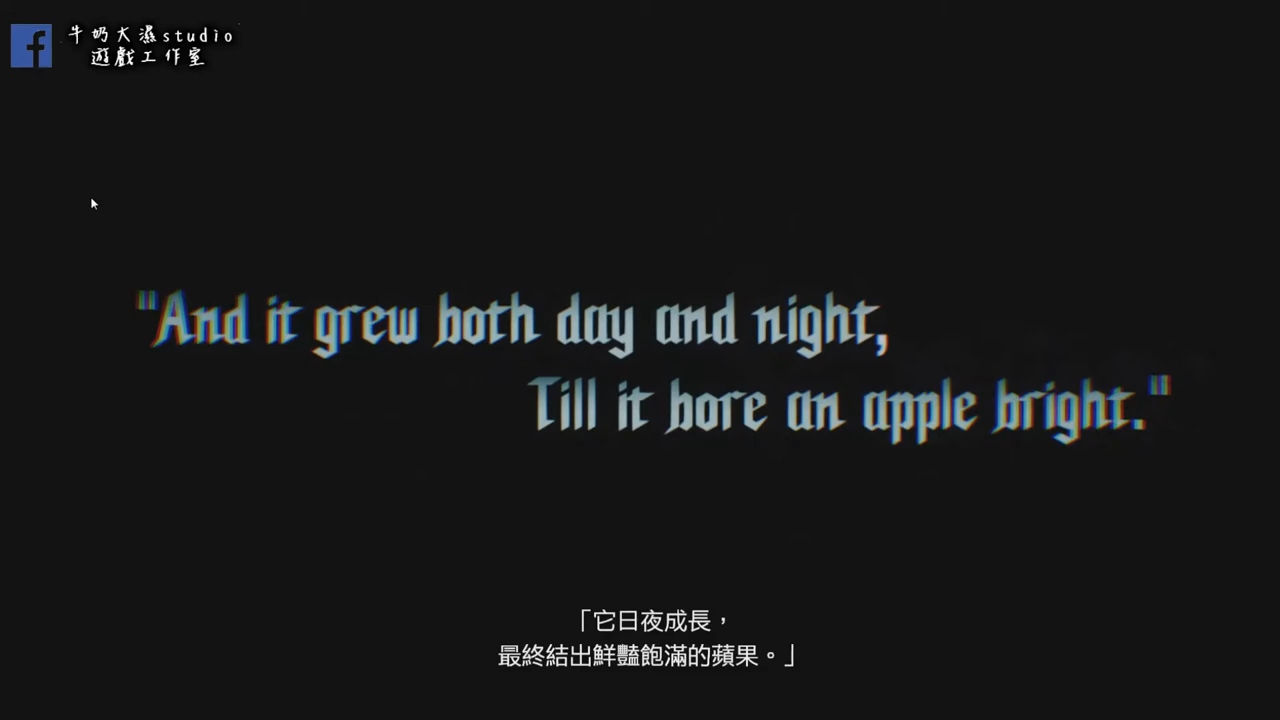 牛奶大濕studio
遊戲工作室
"And it grew both day and night,
Till it bore an apple bright."
「它日夜成長，
最終結出鮮豔飽滿的蘋果。」